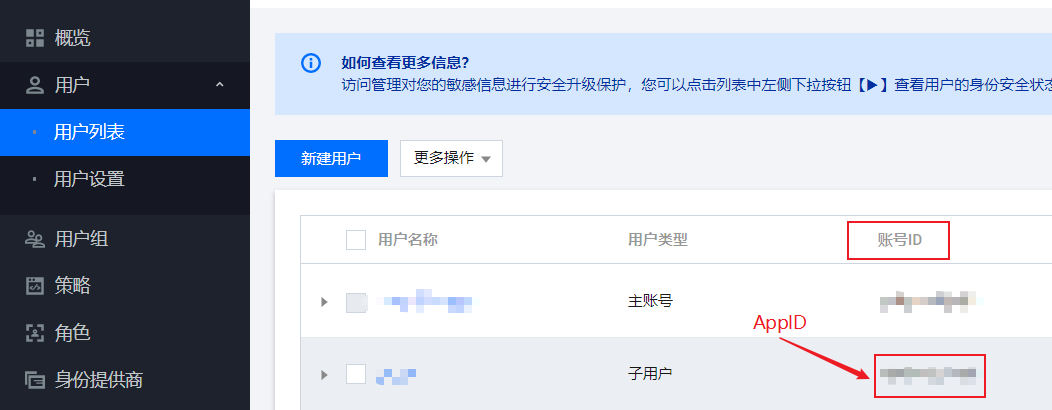 概览
用户
用户列表
用户设置
用户组
策略
角色
身份提供商
如何查看更多信息?
访问管理对您的敏感信息进行安全升级保护，您可以点击列表中左侧下拉按钮【▶】查看用户的身份安全状态
新建用户
更多操作
用户名称 用户类型 账号ID
主账号
AppID
子用户